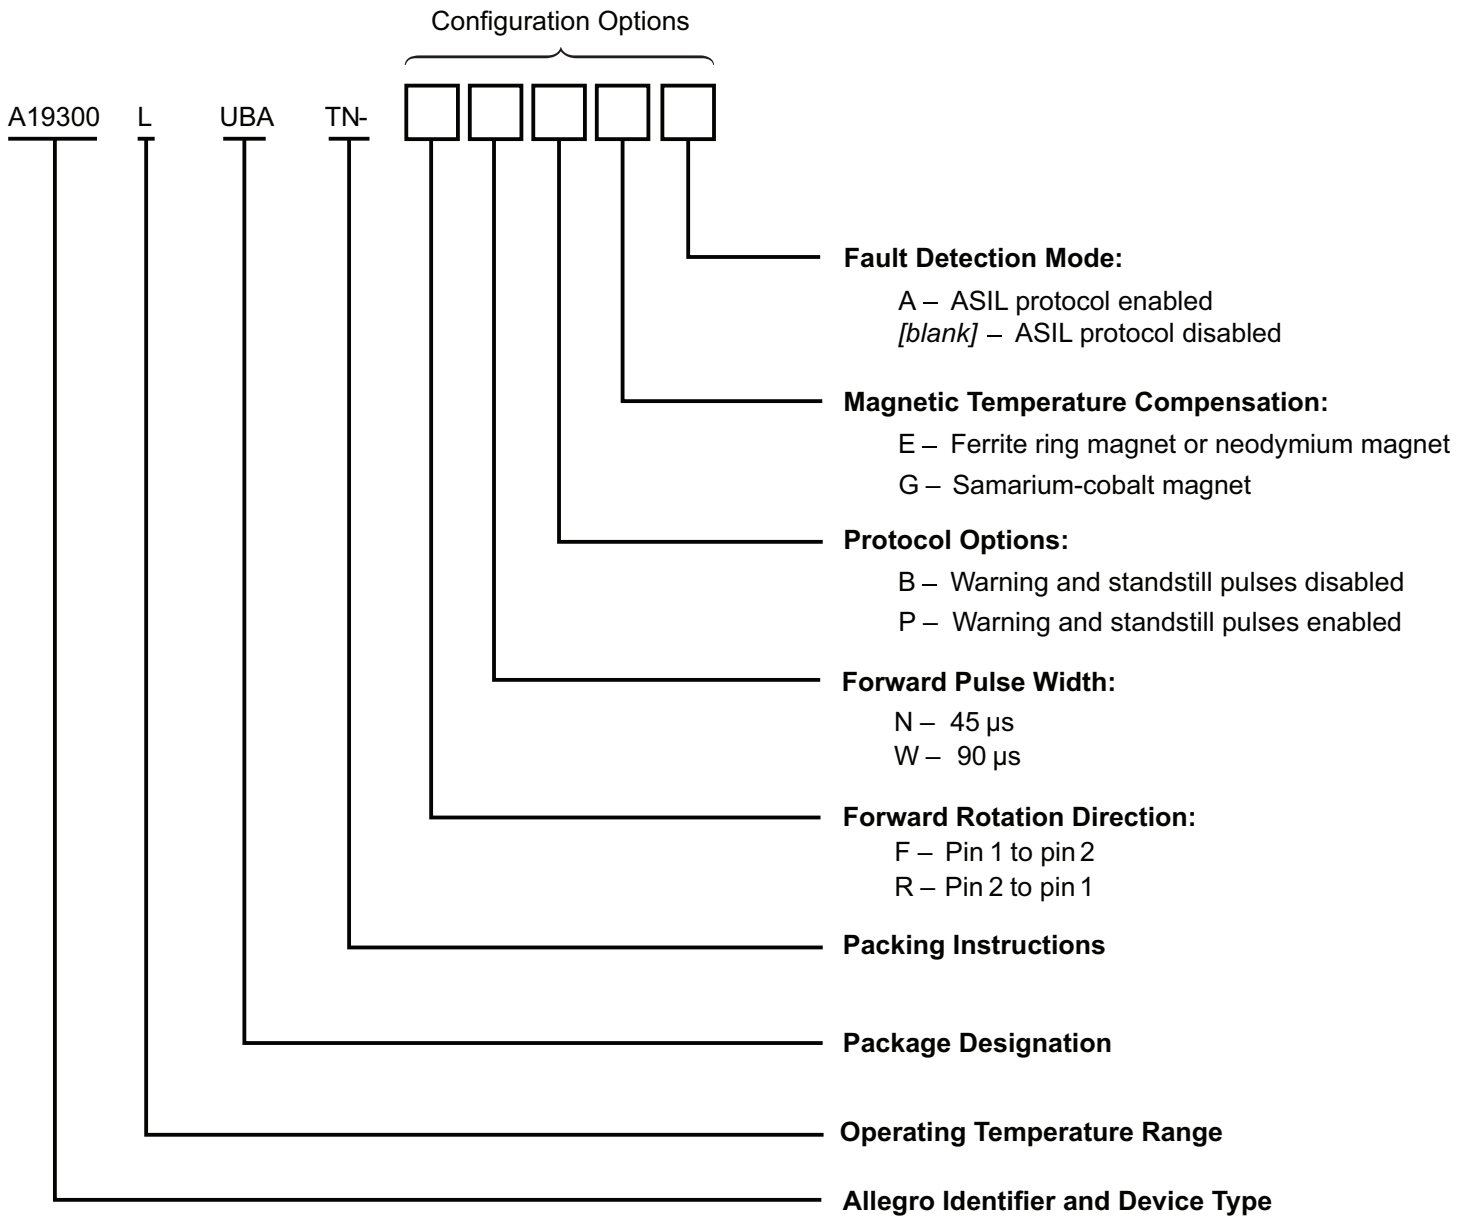 Configuration Options
A19300 L UBA TN-
Fault Detection Mode:
A – ASIL protocol enabled
[blank] – ASIL protocol disabled
Magnetic Temperature Compensation:
E – Ferrite ring magnet or neodymium magnet
G – Samarium-cobalt magnet
Protocol Options:
B – Warning and standstill pulses disabled
P – Warning and standstill pulses enabled
Forward Pulse Width:
N – 45 µs
W – 90 µs
Forward Rotation Direction:
F – Pin 1 to pin 2
R – Pin 2 to pin 1
Packing Instructions
Package Designation
Operating Temperature Range
Allegro Identifier and Device Type